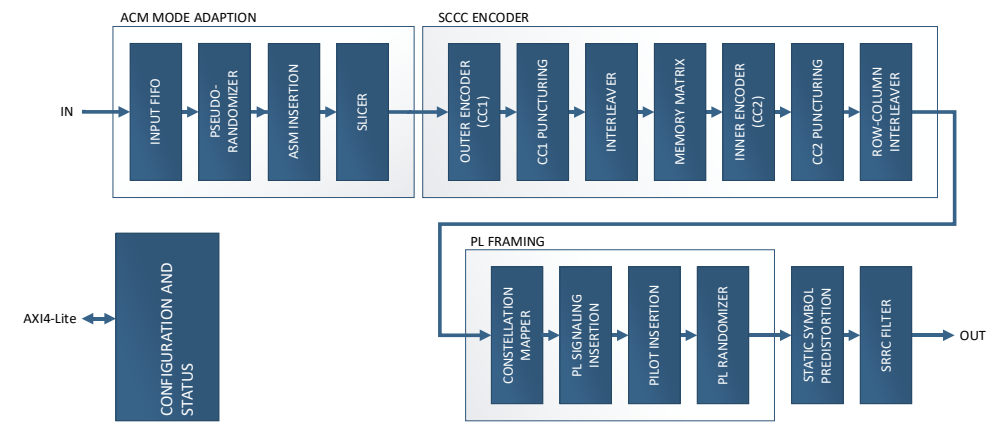 ACM MODE ADAPTION
SCCC ENCODER
IN
INPUT FIFO
PSEUDO-
RANDOMIZER
ASM INSERTION
SLICER
OUTER ENCODER
(CC1)
CC1 PUNCTURING
INTERLEAVER
MEMORY MATRIX
INNER ENCODER
(CC2)
CC2 PUNCTURING
ROW-COLUMN
INTERLEAVER
PL FRAMING
AXI4-Lite
CONFIGURATION AND
STATUS
CONSTELLATION
MAPPER
PL SIGNALING
INSERTION
PILOT INSERTION
PL RANDOMIZER
STATIC SYMBOL
PREDISTORTION
SRRC FILTER
OUT